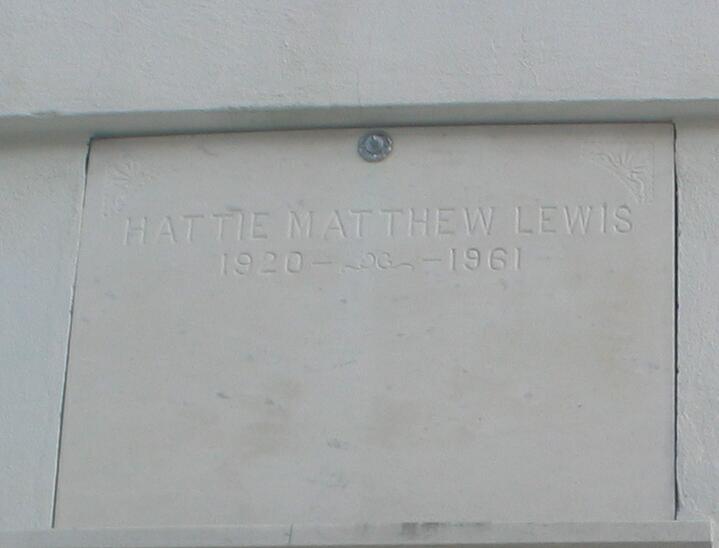 HATTIE MATTHEW LEWIS
1920 - - 1961